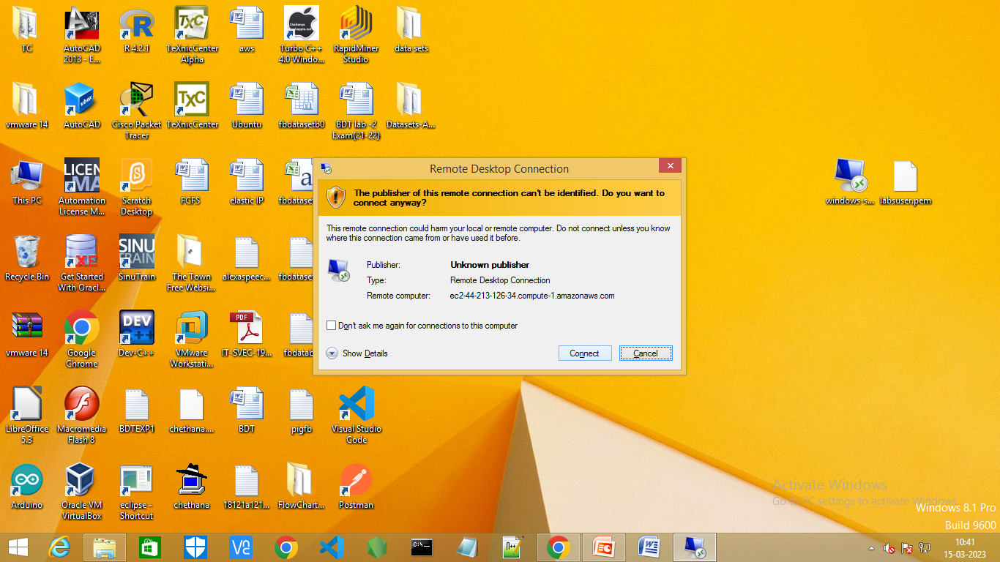 TC
AutoCAD
2013 - E...
R 4.2.1
TeXnicCenter
Alpha
aws
Turbo C++
4.0 Windo...
RapidMiner
Studio
data sets
vmware 14
AutoCAD
Cisco Packet
Tracer
TeXnicCenter
Ubuntu
fbdatasetb0
BDT lab -2
Exam(21-22)
Datasets-A...
This PC
Automation
License M...
Scratch
Desktop
FCFS
elastic IP
fbdataset
windows-s...
labsuser.pem
Remote Desktop Connection
The publisher of this remote connection can't be identified. Do you want to
connect anyway?
This remote connection could harm your local or remote computer. Do not connect unless you know
where this connection came from or have used it before.
Publisher:
Unknown publisher
Type:
Remote Desktop Connection
Remote computer:
ec2-44-213-126-34.compute-1.amazonaws.com
Don't ask me again for connections to this computer
Show Details
Connect
Cancel
Recycle Bin
Get Started
With Oracl...
SINU
TRAIN
SinuTrain
The Town
Free Websi...
alexaspeec...
vmware 14
Google
Chrome
DEV
C++
Dev-C++
VMware
Workstati...
PDF
IT-SVEC-19...
LibreOffice
5.3
Macromedia
Flash 8
BDTEXP1
chethana....
BDT
pigfb
Visual Studio
Code
Arduino
Oracle VM
VirtualBox
eclipse -
Shortcut
chethana
18121a121...
FlowChart...
Postman
Activate Windows
Go to PC settings to activate Windows.
Windows 8.1 Pro
Build 9600
10:41
15-03-2023